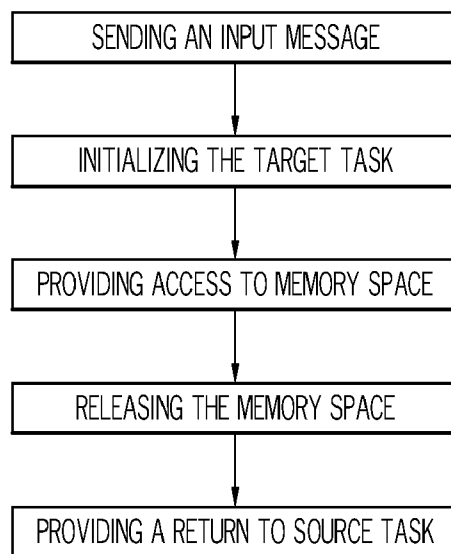 SENDING AN INPUT MESSAGE
INITIALIZING THE TARGET TASK
PROVIDING ACCESS TO MEMORY SPACE
RELEASING THE MEMORY SPACE
PROVIDING A RETURN TO SOURCE TASK